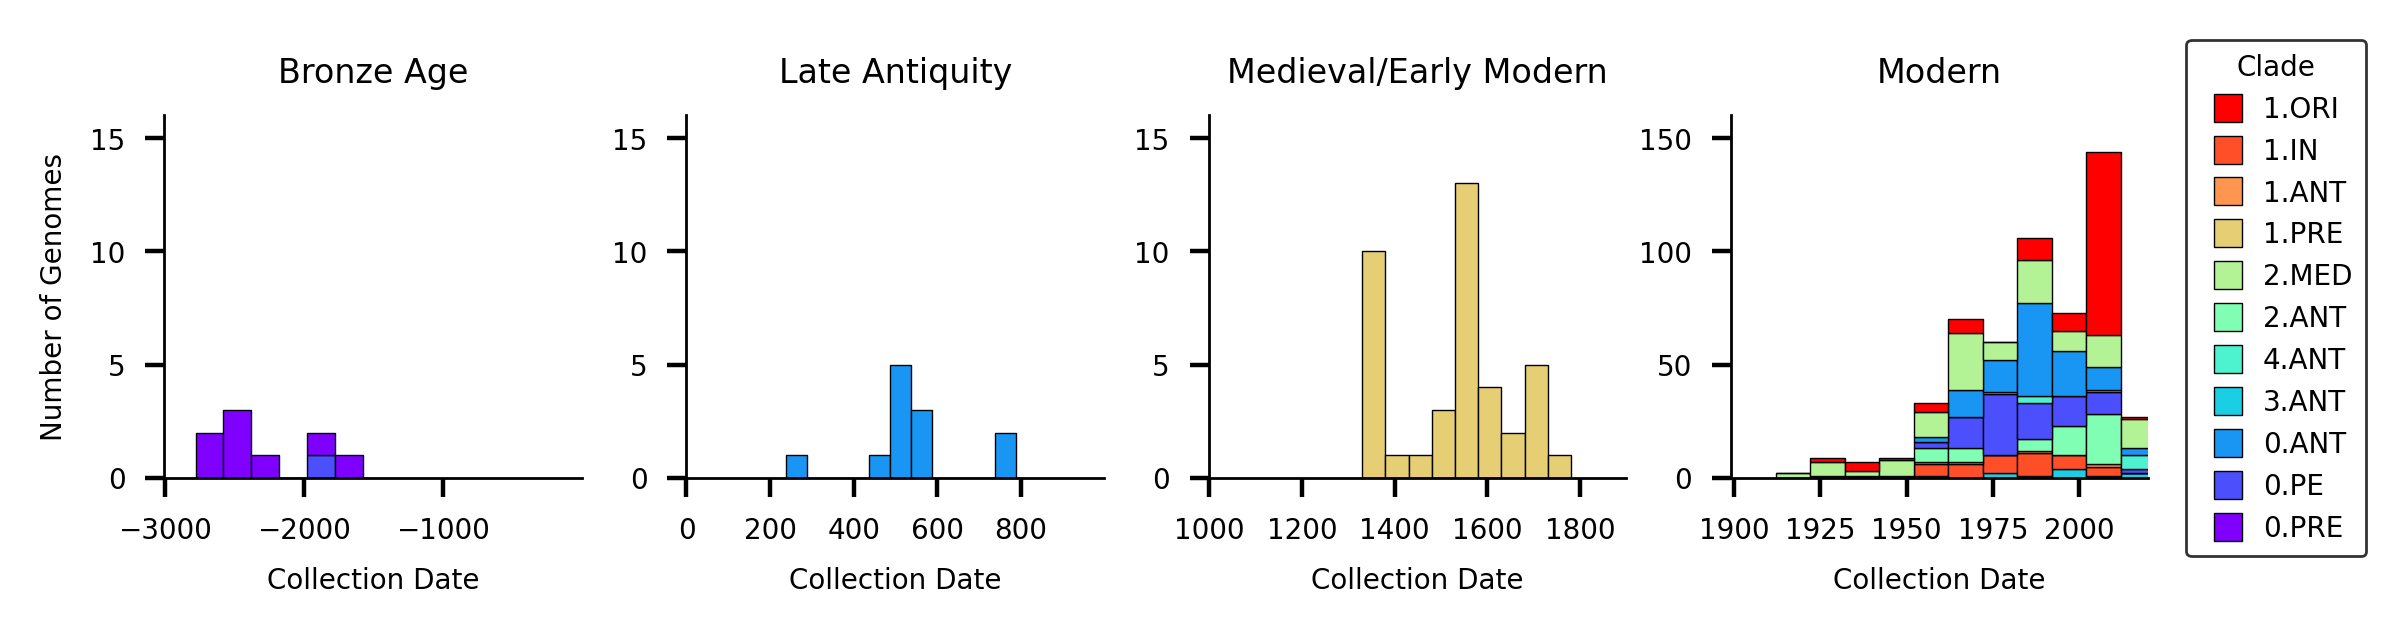 Bronze Age
Late Antiquity
Medieval/Early Modern
Modern
Number of Genomes
15
10
5
0
−3000
−2000
−1000
Collection Date
15
10
5
0
0
200
400
600
800
Collection Date
15
10
5
0
1000
1200
1400
1600
1800
Collection Date
150
100
50
0
1900
1925
1950
1975
2000
Collection Date
Clade
1.ORI
1.IN
1.ANT
1.PRE
2.MED
2.ANT
4.ANT
3.ANT
0.ANT
0.PE
0.PRE